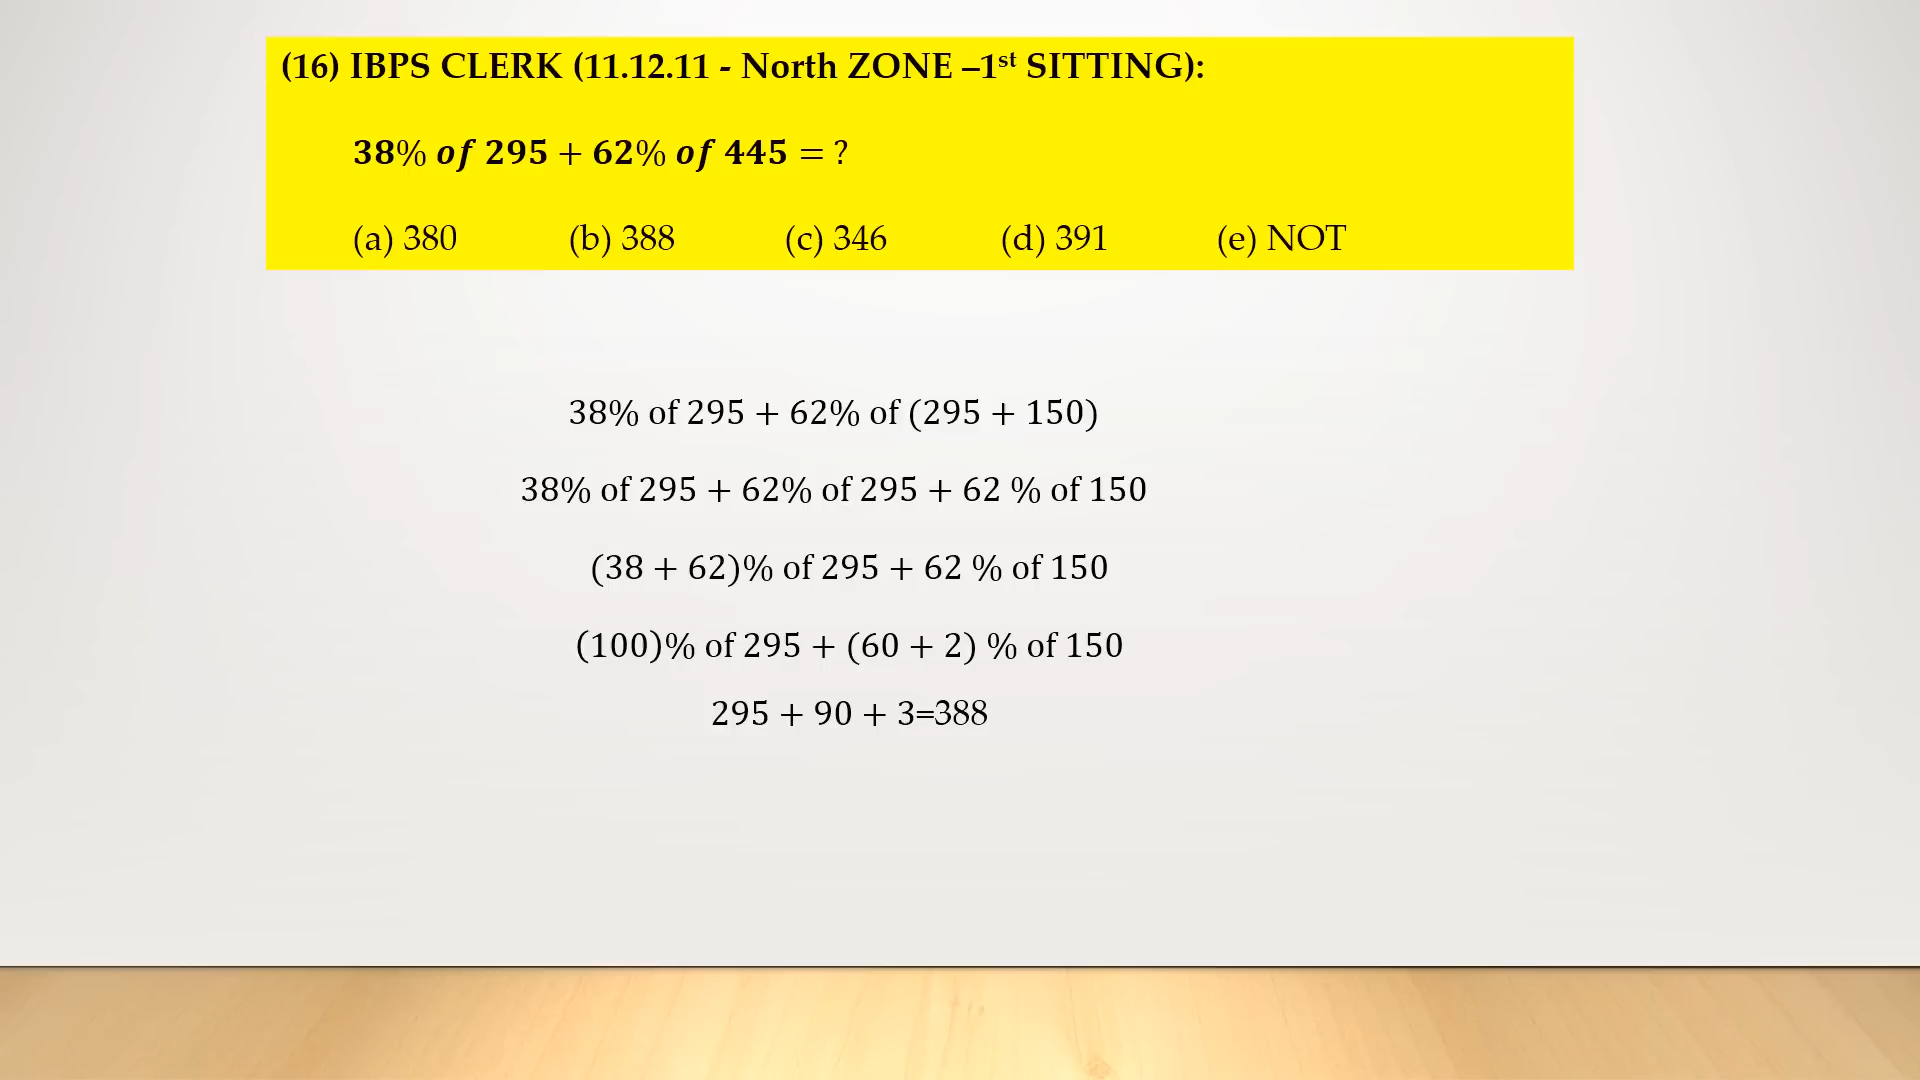 (16) IBPS CLERK (11.12.11 - North ZONE –1st SITTING):
38% of 295 + 62% of 445 = ?
(a) 380 (b) 388 (c) 346 (d) 391 (e) NOT
38% of 295 + 62% of (295 + 150)
38% of 295 + 62% of 295 + 62 % of 150
(38 + 62)% of 295 + 62 % of 150
(100)% of 295 + (60 + 2) % of 150
295 + 90 + 3=388